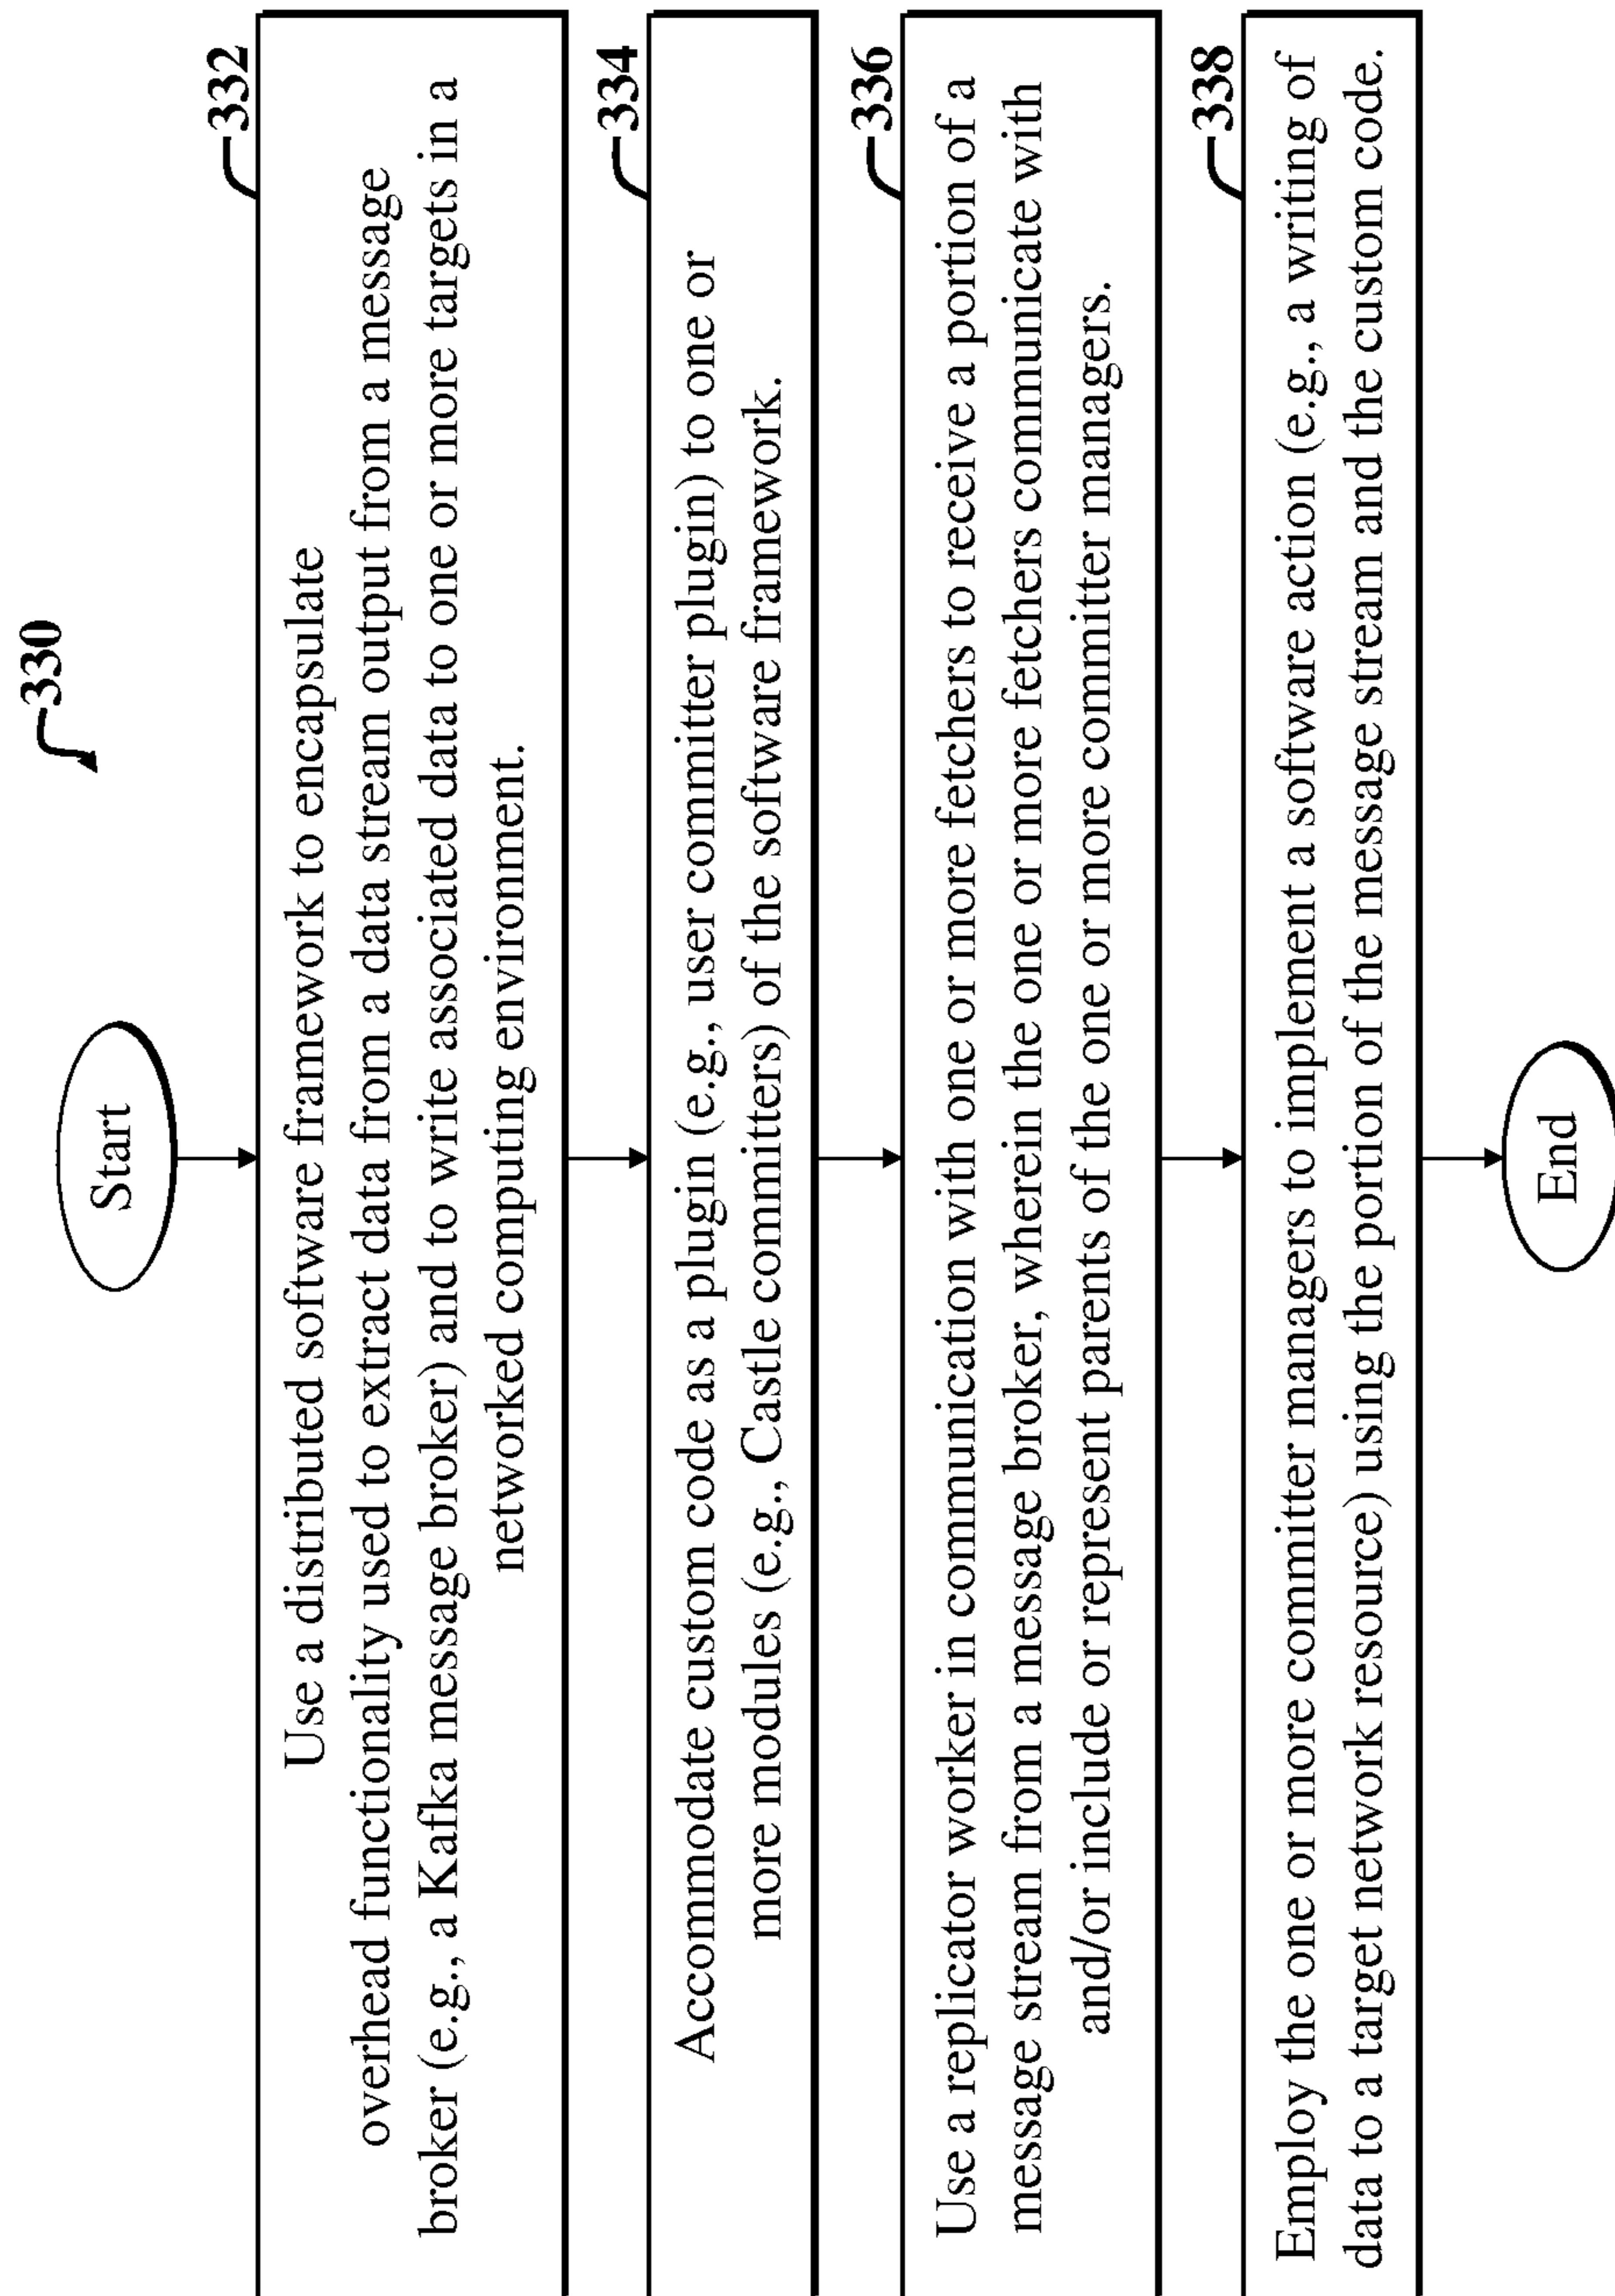 330
Start
332
Use a distributed software framework to encapsulate
overhead functionality used to extract data from a data stream output from a message
broker (e.g., a Kafka message broker) and to write associated data to one or more targets in a
networked computing environment.
334
Accommodate custom code as a plugin (e.g., user committer plugin) to one or
more modules (e.g., Castle committers) of the software framework.
336
Use a replicator worker in communication with one or more fetchers to receive a portion of a
message stream from a message broker, wherein the one or more fetchers communicate with
and/or include or represent parents of the one or more committer managers.
338
Employ the one or more committer managers to implement a software action (e.g., a writing of
data to a target network resource) using the portion of the message stream and the custom code.
End